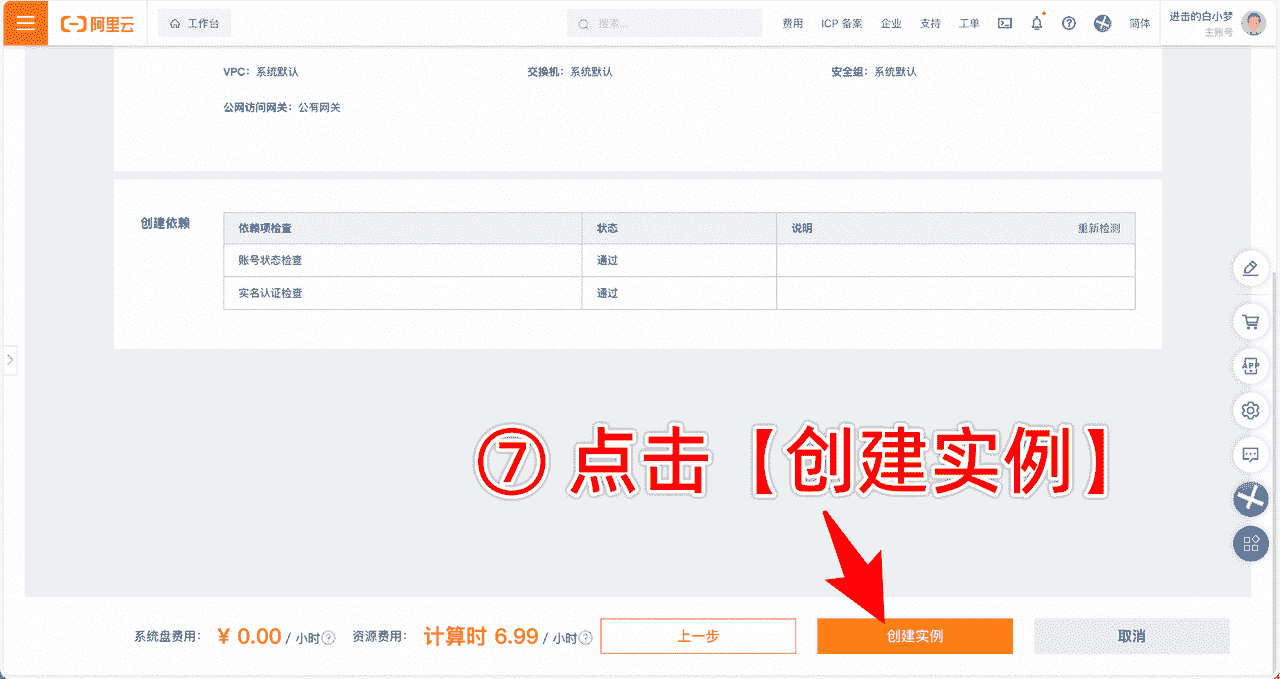 阿里云 工作台 搜索... 费用 ICP 备案 企业 支持 工单 简体 进击的白小梦
主账号
VPC：系统默认 交换机：系统默认 安全组：系统默认
公网访问网关：公有网关
创建依赖
依赖项检查 状态 说明 重新检测
账号状态检查 通过
实名认证检查 通过
APP
⑦ 点击【创建实例】
系统盘费用： ¥ 0.00 / 小时 资源费用： 计算时 6.99 / 小时 上一步 创建实例 取消